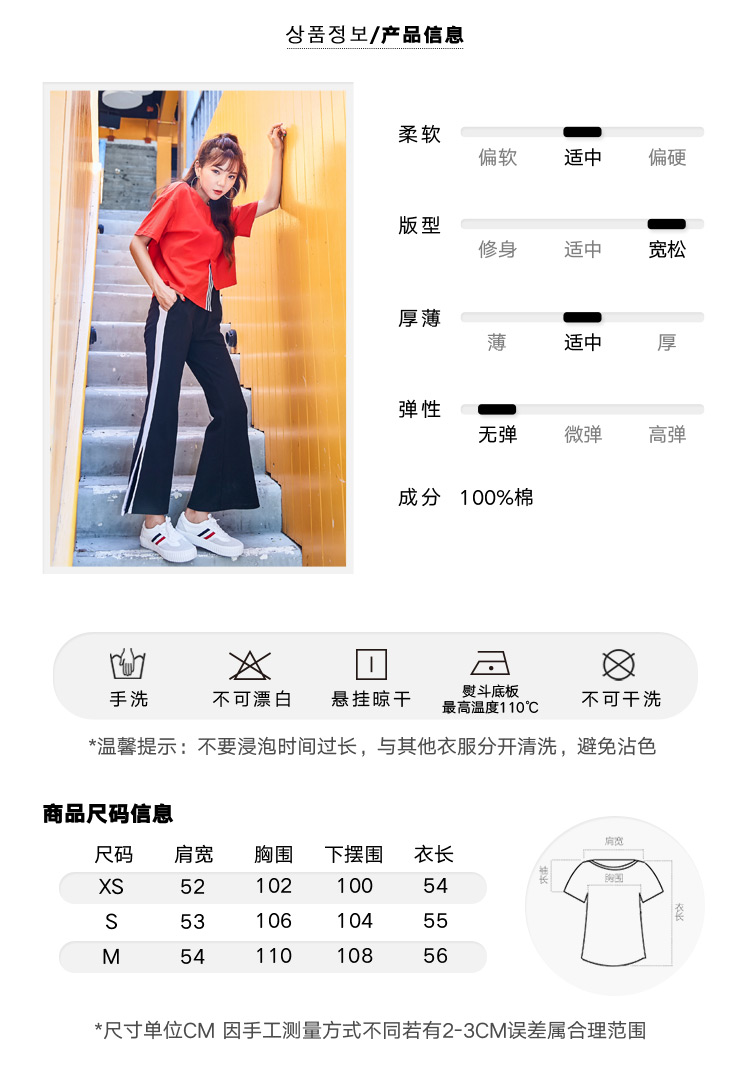 상품정보/产品信息
柔软
偏软 适中 偏硬
版型
修身 适中 宽松
厚薄
薄 适中 厚
弹性
无弹 微弹 高弹
成分 100%棉
手洗 不可漂白 悬挂晾干 熨斗底板 不可干洗
最高温度110℃
*温馨提示：不要浸泡时间过长，与其他衣服分开清洗，避免沾色
商品尺码信息
尺码 肩宽 胸围 下摆围 衣长
XS 52 102 100 54
S 53 106 104 55
M 54 110 108 56
肩宽
袖长
胸围
衣长
*尺寸单位CM 因手工测量方式不同若有2-3CM误差属合理范围